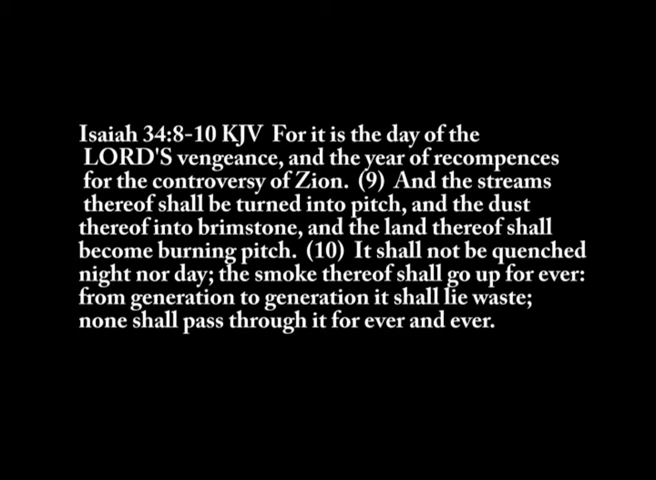 Isaiah 34:8-10 KJV  For it is the day of the
LORD'S vengeance, and the year of recompences
for the controversy of Zion.  (9)  And the streams
thereof shall be turned into pitch, and the dust
thereof into brimstone, and the land thereof shall
become burning pitch.  (10)  It shall not be quenched
night nor day; the smoke thereof shall go up for ever:
from generation to generation it shall lie waste;
none shall pass through it for ever and ever.